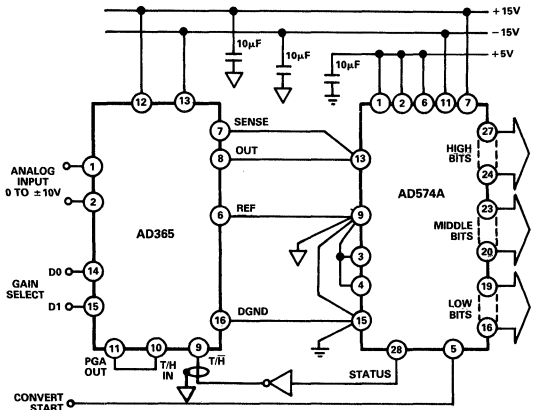 +15V
−15V
10µF
10µF
+5V
10µF
12
13
1
2
6
11
7
SENSE
7
27
OUT
8
13
HIGH
BITS
1
ANALOG
INPUT
0 TO ±10V
24
2
AD574A
REF
6
9
23
AD365
MIDDLE
BITS
3
20
14
D0
4
GAIN
SELECT
19
D1
15
DGND
16
15
LOW
BITS
16
11
10
9
T/H̅
28
5
PGA
OUT
T/H
IN
STATUS
CONVERT
START